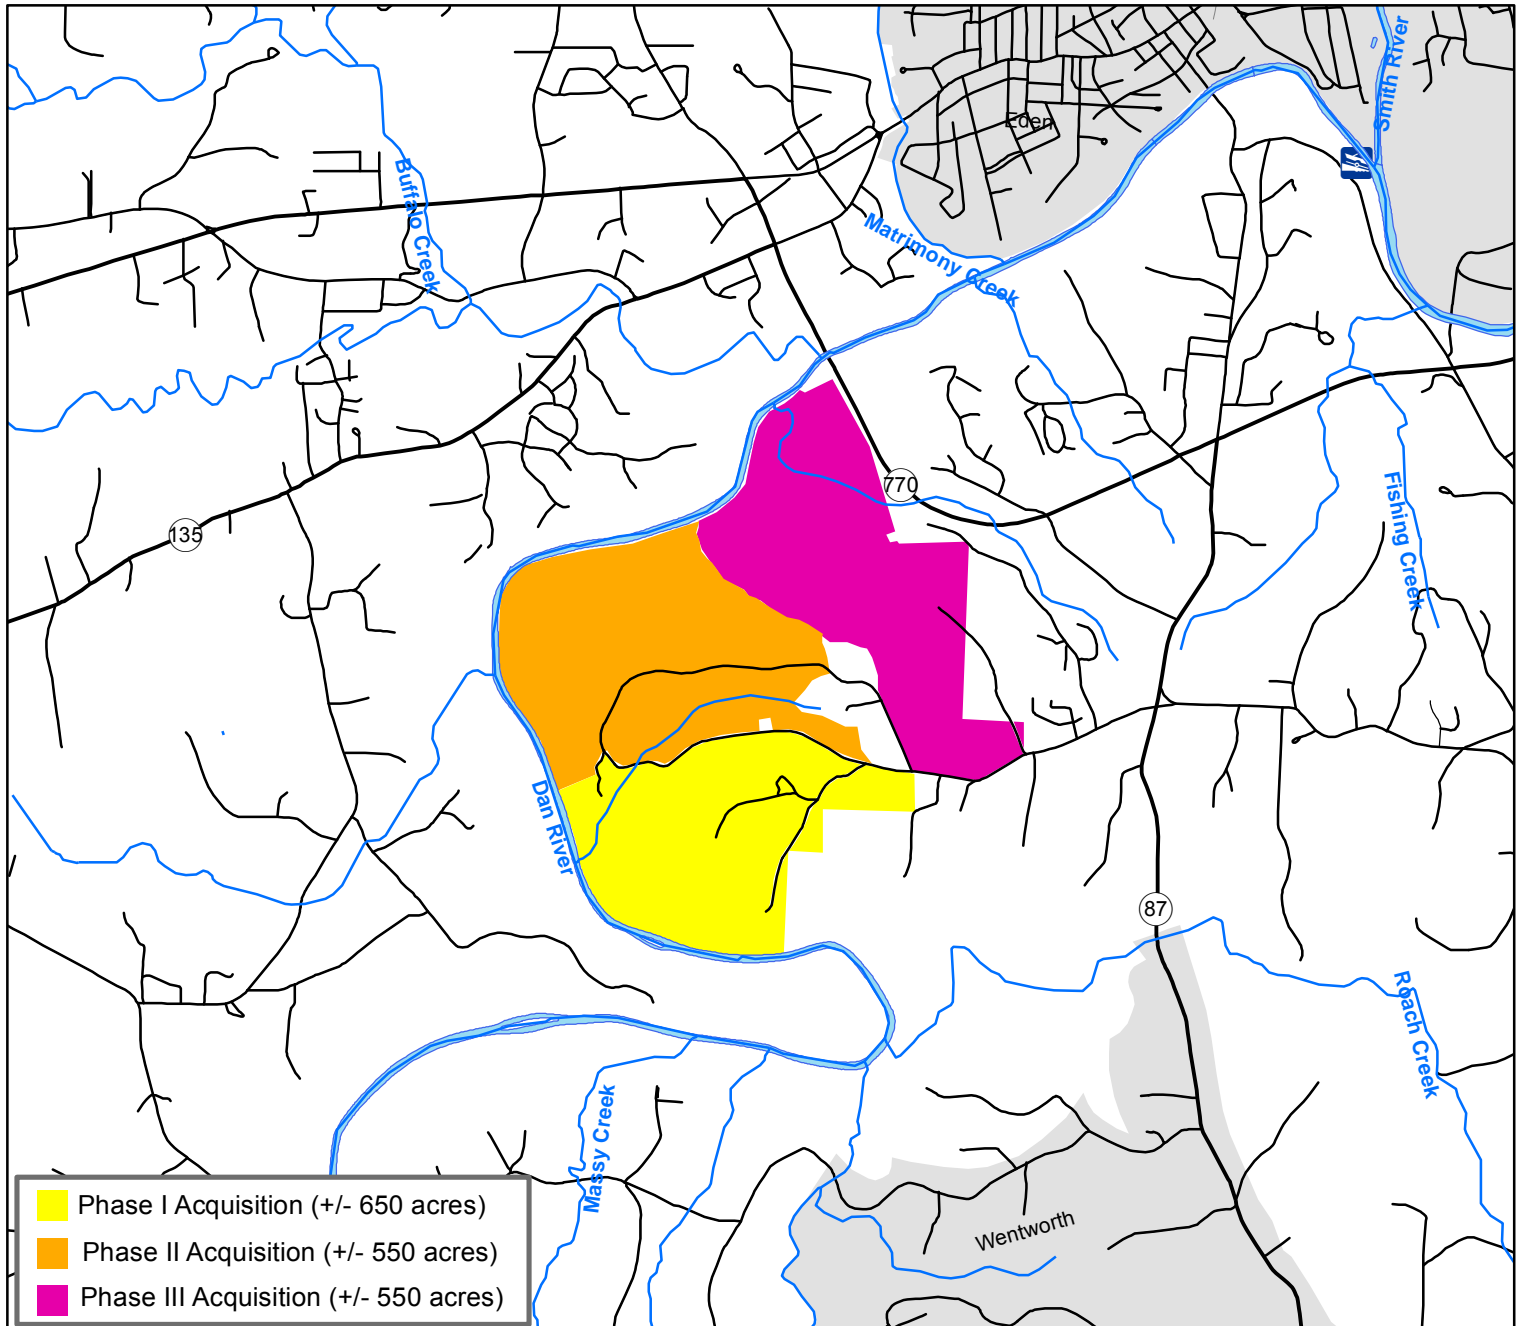 Smith River
Eden
Buffalo Creek
Matrimony Creek
770
135
Fishing Creek
Dan River
87
Roach Creek
Massy Creek
Wentworth
Phase I Acquisition (+/- 650 acres)
Phase II Acquisition (+/- 550 acres)
Phase III Acquisition (+/- 550 acres)